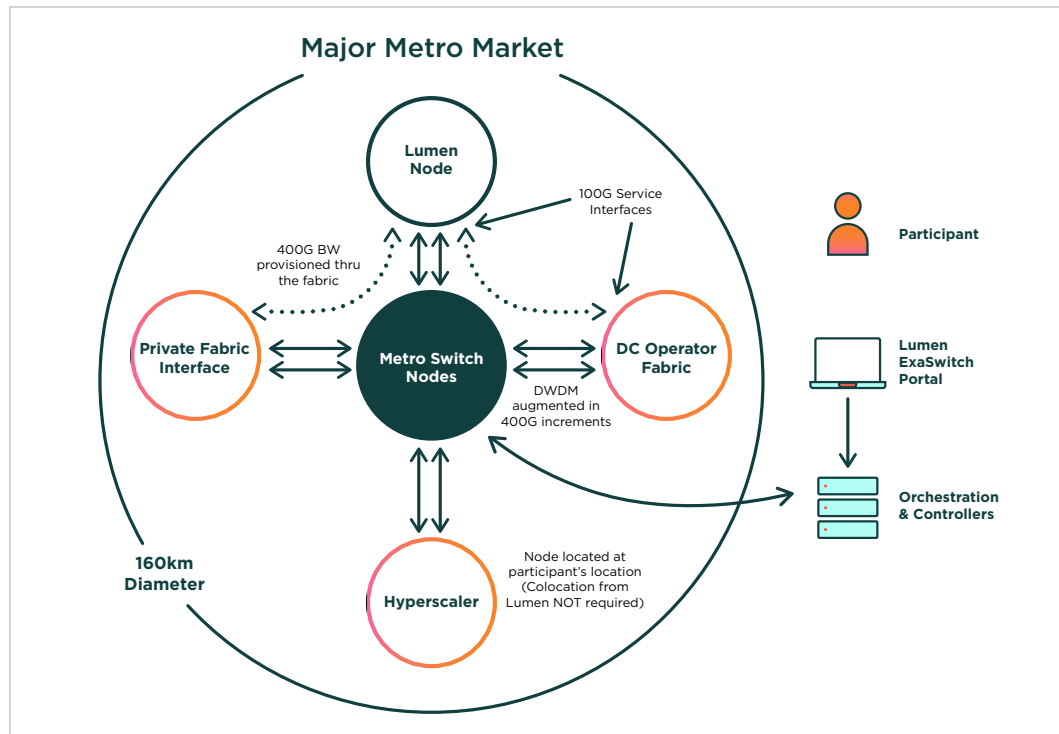 Major Metro Market
Lumen
Node
100G Service
Interfaces
400G BW
provisioned thru
the fabric
Private Fabric
Interface
Metro Switch
Nodes
DC Operator
Fabric
DWDM
augmented in
400G increments
160km
Diameter
Hyperscaler
Node located at
participant's location
(Colocation from
Lumen NOT required)
Participant
Lumen
ExaSwitch
Portal
Orchestration
& Controllers